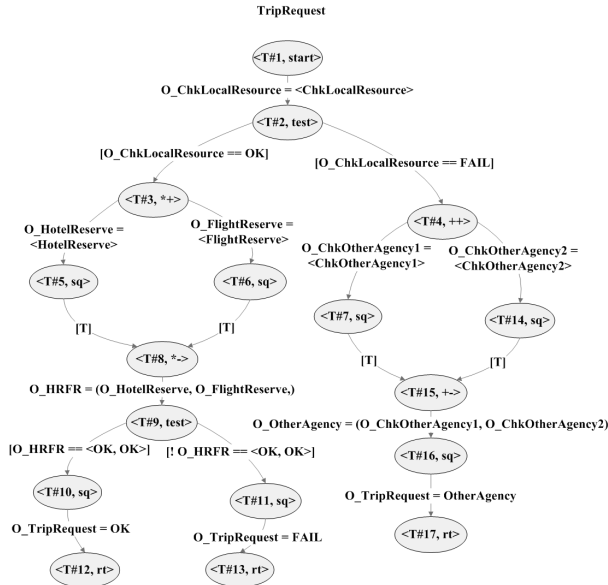 TripRequest
<T#1, start>
O_ChkLocalResource = <ChkLocalResource>
<T#2, test>
[O_ChkLocalResource == OK]
[O_ChkLocalResource == FAIL]
<T#3, *+>
<T#4, ++>
O_HotelReserve =
<HotelReserve>
O_FlightReserve =
<FlightReserve>
O_ChkOtherAgency1 =
<ChkOtherAgency1>
O_ChkOtherAgency2 =
<ChkOtherAgency2>
<T#5, sq>
<T#6, sq>
<T#7, sq>
<T#14, sq>
[T]
[T]
[T]
[T]
<T#8, *->
<T#15, +->
O_HRFR = (O_HotelReserve, O_FlightReserve,)
<T#9, test>
O_OtherAgency = (O_ChkOtherAgency1, O_ChkOtherAgency2)
[O_HRFR == <OK, OK>]
[! O_HRFR == <OK, OK>]
<T#16, sq>
<T#10, sq>
<T#11, sq>
O_TripRequest = OtherAgency
O_TripRequest = OK
O_TripRequest = FAIL
<T#17, rt>
<T#12, rt>
<T#13, rt>